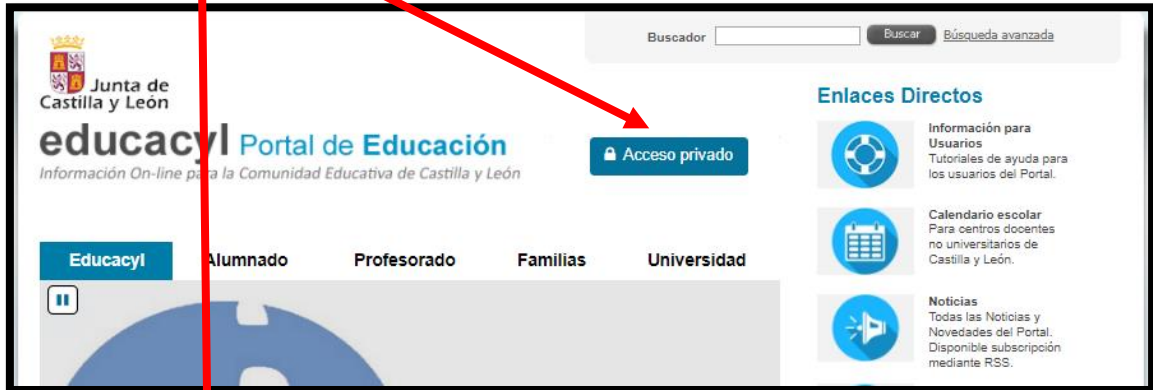 Buscador
Buscar
Búsqueda avanzada
Junta de
Castilla y León
educacyl Portal de Educación
Información On-line para la Comunidad Educativa de Castilla y León
Acceso privado
Educacyl
Alumnado
Profesorado
Familias
Universidad
Enlaces Directos
Información para
Usuarios
Tutoriales de ayuda para
los usuarios del Portal.
Calendario escolar
Para centros docentes
no universitarios de
Castilla y León.
Noticias
Todas las Noticias y
Novedades del Portal.
Disponible subscripción
mediante RSS.